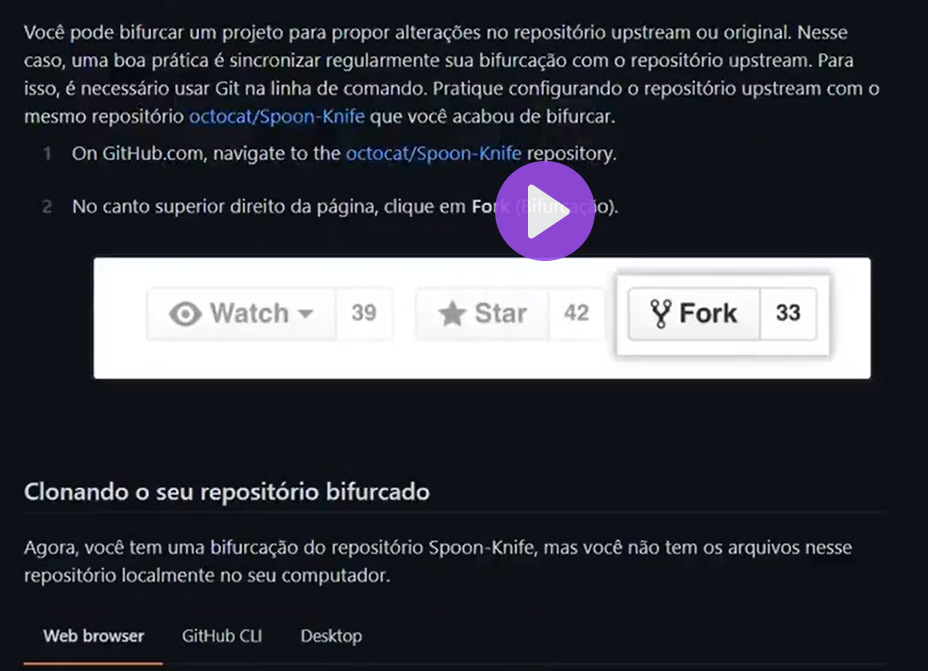 Você pode bifurcar um projeto para propor alterações no repositório upstream ou original. Nesse
caso, uma boa prática é sincronizar regularmente sua bifurcação com o repositório upstream. Para
isso, é necessário usar Git na linha de comando. Pratique configurando o repositório upstream com o
mesmo repositório octocat/Spoon-Knife que você acabou de bifurcar.
1 On GitHub.com, navigate to the octocat/Spoon-Knife repository.
2 No canto superior direito da página, clique em Fork (Bifurcação).
Watch 39 Star 42 Fork 33
Clonando o seu repositório bifurcado
Agora, você tem uma bifurcação do repositório Spoon-Knife, mas você não tem os arquivos nesse
repositório localmente no seu computador.
Web browser GitHub CLI Desktop